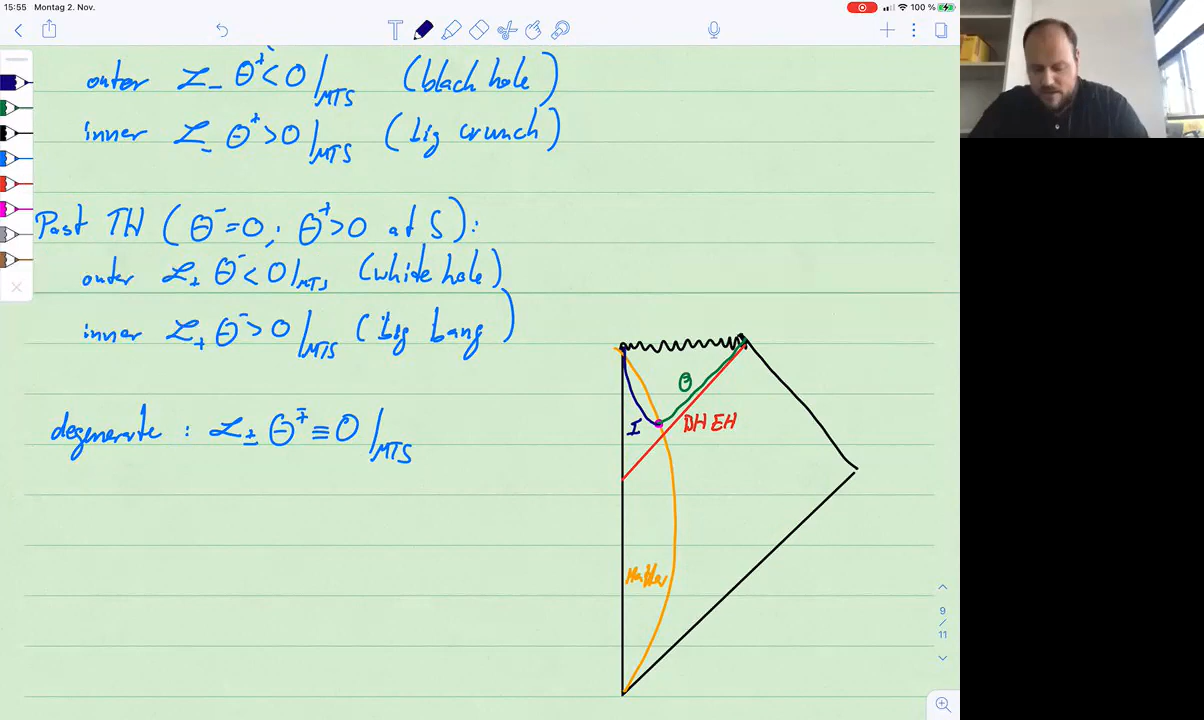 15:55 Montag 2. Nov. 100 %
T
outer ℒ₋ Θ⁺ < 0 |MTS (black hole)
inner ℒ₋ Θ⁺ > 0 |MTS (big crunch)
Past TH (Θ⁻ = 0, Θ⁺ > 0 at S):
outer ℒ₊ Θ⁻ < 0 |MTS (white hole)
inner ℒ₊ Θ⁻ > 0 |MTS (big bang)
degenerate : ℒ± Θ∓ ≡ 0 |MTS
O
I
BH EH
Matter
9
/
11